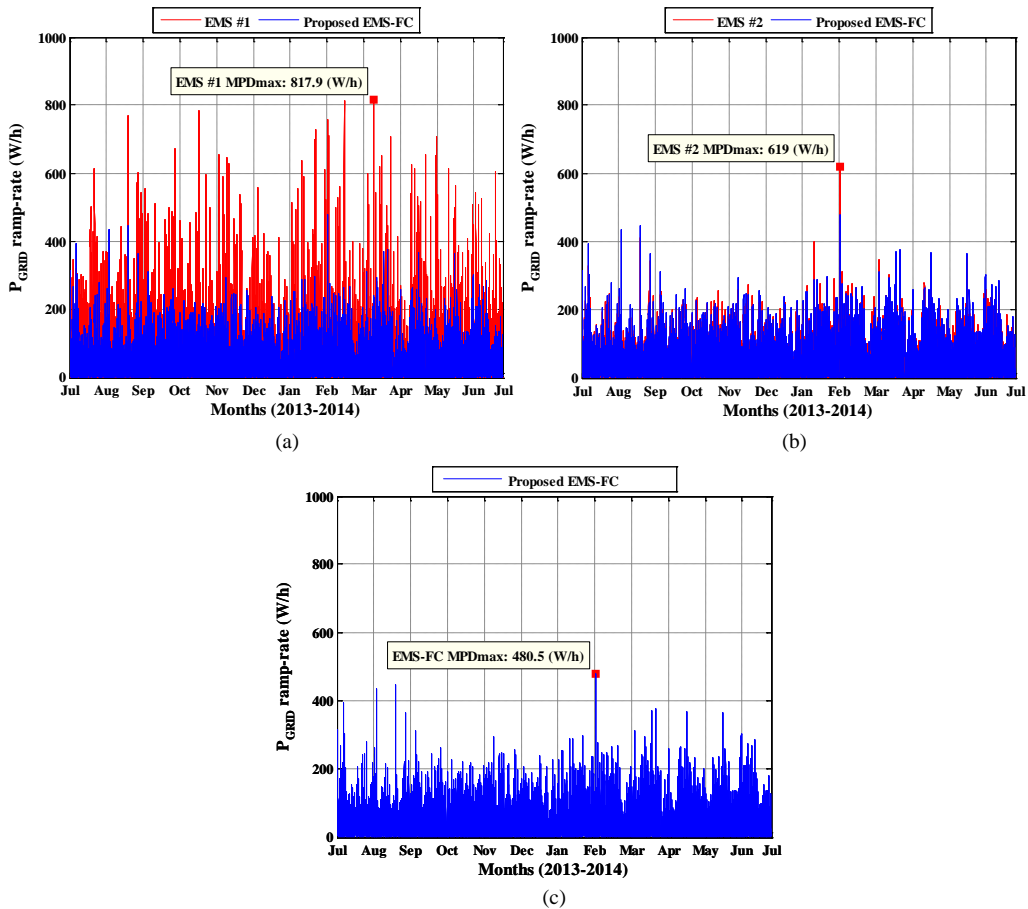 EMS #1 Proposed EMS-FC
1000
800
600
400
200
0
P_GRID ramp-rate (W/h)
EMS #1 MPDmax: 817.9 (W/h)
Jul Aug Sep Oct Nov Dec Jan Feb Mar Apr May Jun Jul
Months (2013-2014)
(a)
EMS #2 Proposed EMS-FC
1000
800
600
400
200
0
P_GRID ramp-rate (W/h)
EMS #2 MPDmax: 619 (W/h)
Jul Aug Sep Oct Nov Dec Jan Feb Mar Apr May Jun Jul
Months (2013-2014)
(b)
Proposed EMS-FC
1000
800
600
400
200
0
P_GRID ramp-rate (W/h)
EMS-FC MPDmax: 480.5 (W/h)
Jul Aug Sep Oct Nov Dec Jan Feb Mar Apr May Jun Jul
Months (2013-2014)
(c)